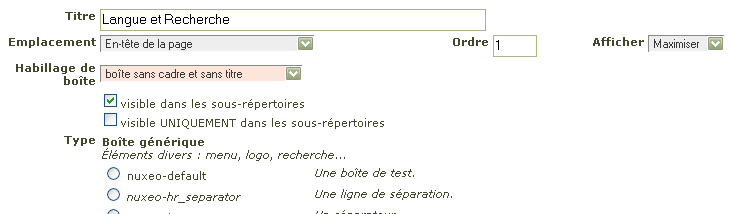 Titre Langue et Recherche
Emplacement En-tête de la page Ordre 1 Afficher Maximiser
Habillage de boîte boîte sans cadre et sans titre
visible dans les sous-répertoires
visible UNIQUEMENT dans les sous-répertoires
Type Boîte générique
Éléments divers : menu, logo, recherche...
nuxeo-default Une boîte de test.
nuxeo-hr_separator Une ligne de séparation.